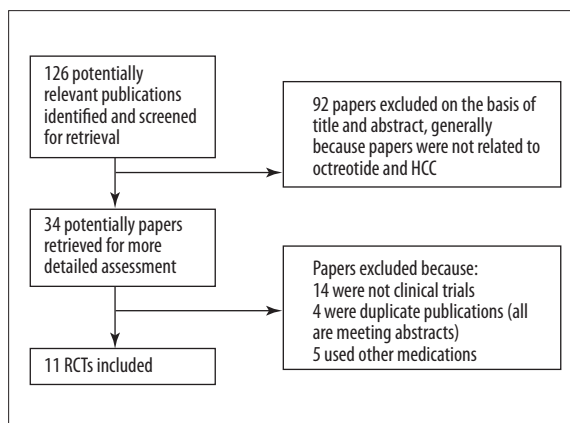 126 potentially
relevant publications
identified and screened
for retrieval
92 papers excluded on the basis of
title and abstract, generally
because papers were not related to
octreotide and HCC
34 potentially papers
retrieved for more
detailed assessment
Papers excluded because:
14 were not clinical trials
4 were duplicate publications (all
are meeting abstracts)
5 used other medications
11 RCTs included